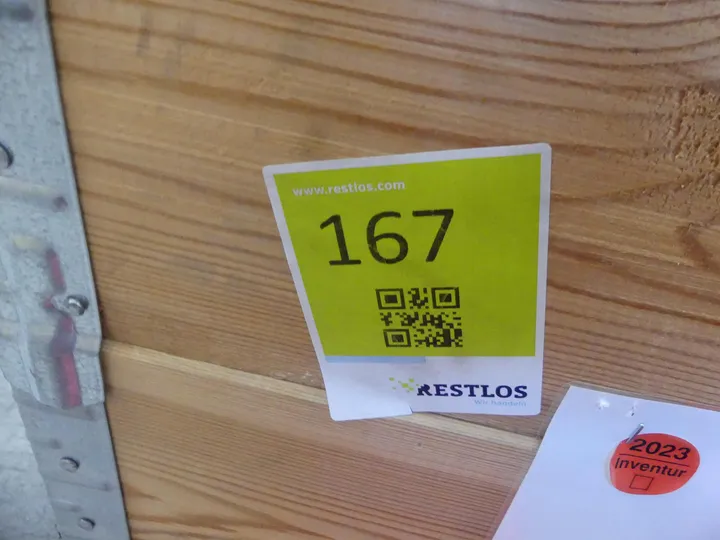 www.restlos.com
167
RESTLOS
Wir handeln
2023
inventur